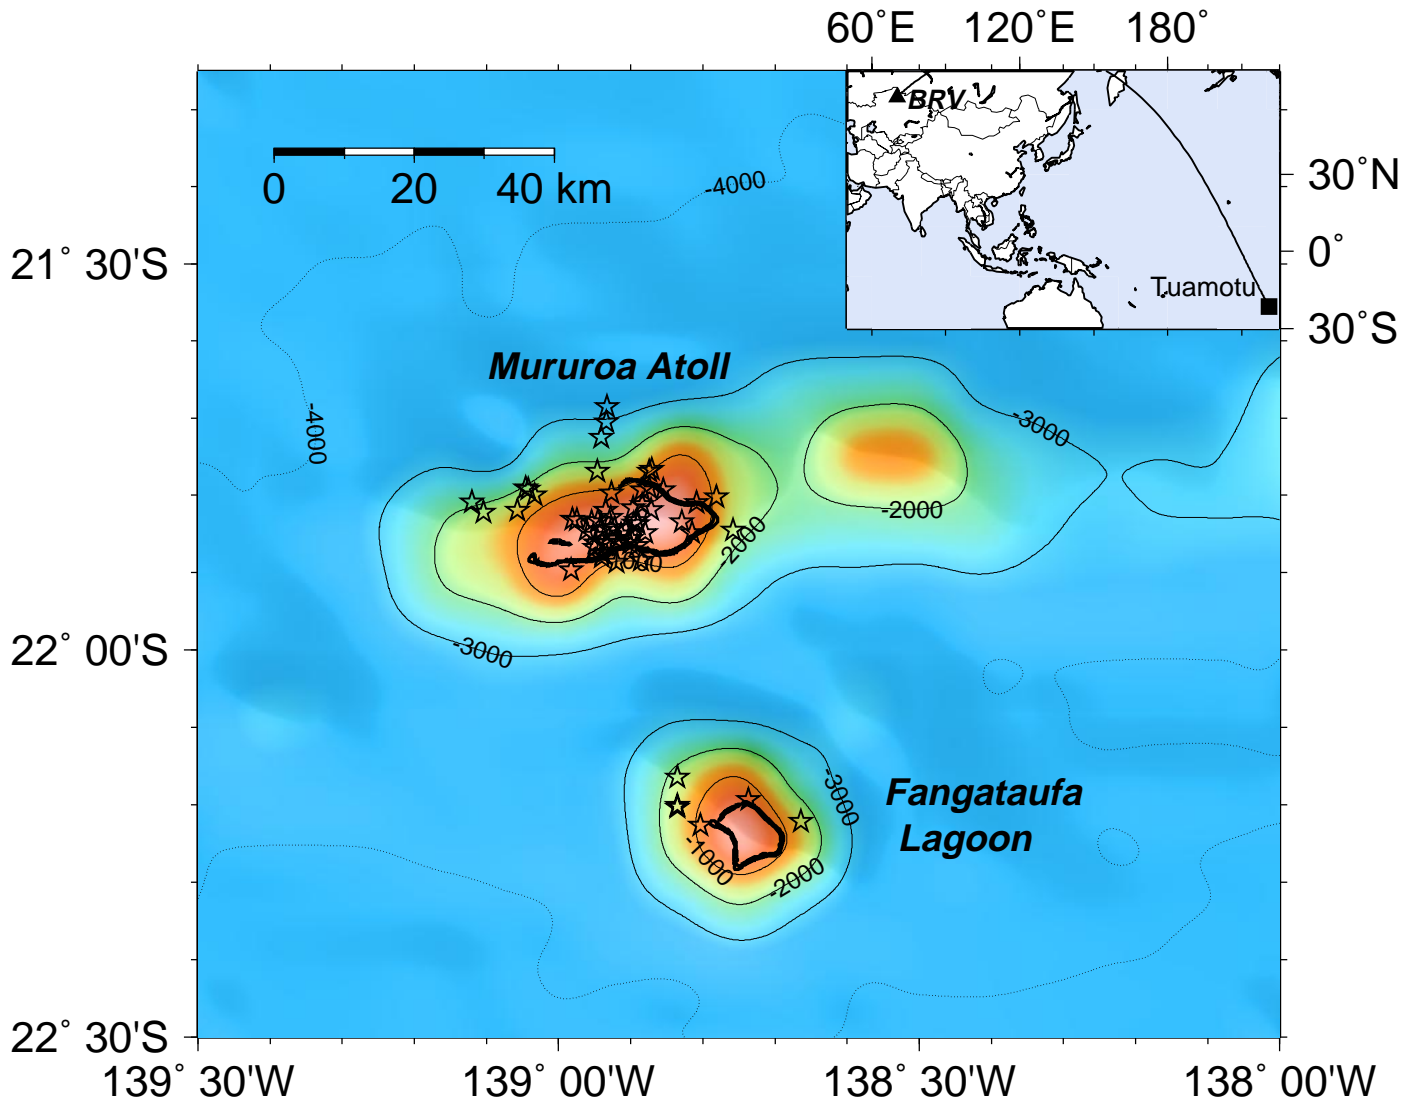 60˚E 120˚E 180˚
BRV
30˚N
0˚
30˚S
Tuamotu
0 20 40 km
-4000
21˚ 30'S
Mururoa Atoll
-4000
-3000
-2000
-2000
-3000
22˚ 00'S
Fangataufa
Lagoon
-3000
-1000
-2000
22˚ 30'S
139˚ 30'W 139˚ 00'W 138˚ 30'W 138˚ 00'W